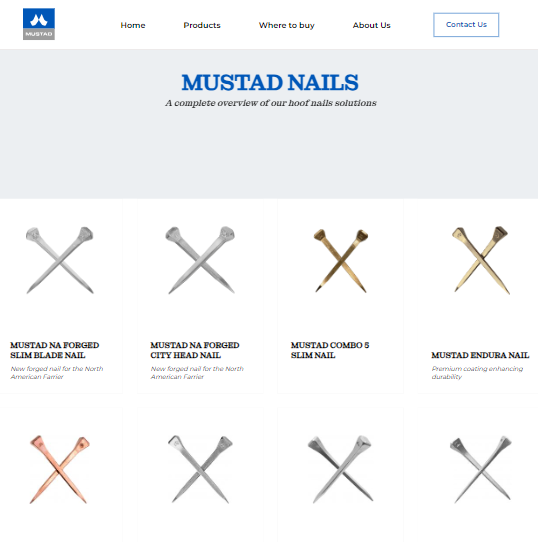 MUSTAD
Home
Products
Where to buy
About Us
Contact Us
MUSTAD NAILS
A complete overview of our hoof nails solutions
MUSTAD NA FORGED
SLIM BLADE NAIL
New forged nail for the North
American Farrier
MUSTAD NA FORGED
CITY HEAD NAIL
New forged nail for the North
American Farrier
MUSTAD COMBO 5
SLIM NAIL
MUSTAD ENDURA NAIL
Premium coating enhancing
durability